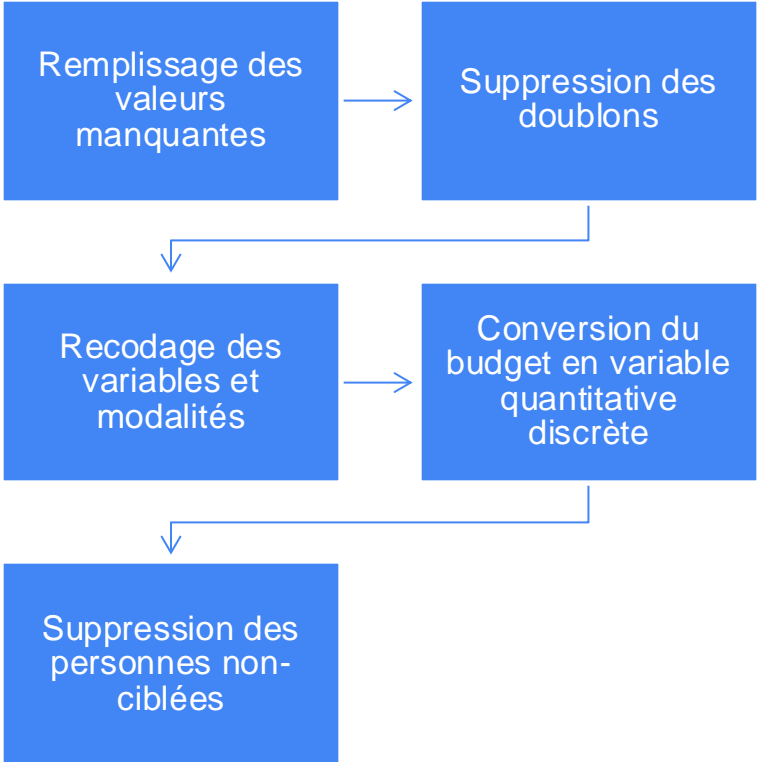 Remplissage des
valeurs
manquantes
Suppression des
doublons
Recodage des
variables et
modalités
Conversion du
budget en variable
quantitative
discrète
Suppression des
personnes non-
ciblées